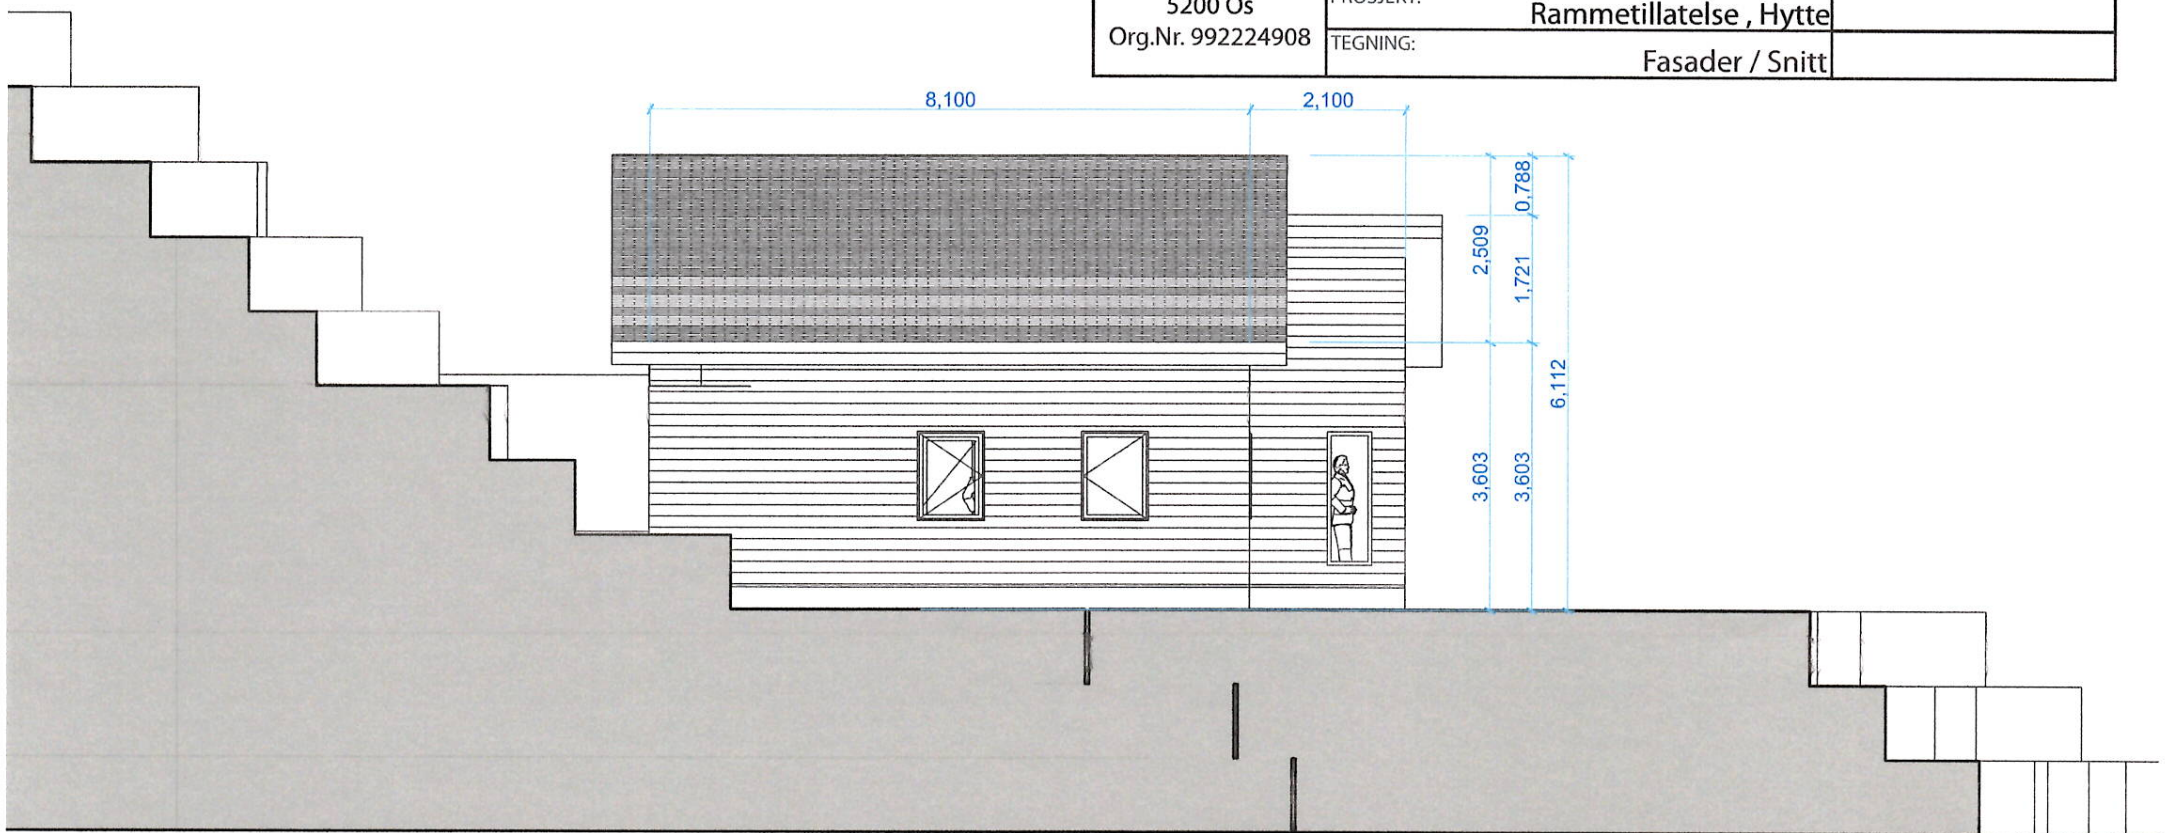 5200 Os
Org.Nr. 992224908
PROSJEKT:
Rammetillatelse , Hytte
TEGNING:
Fasader / Snitt
8,100
2,100
0,788
2,509
1,721
6,112
3,603
3,603